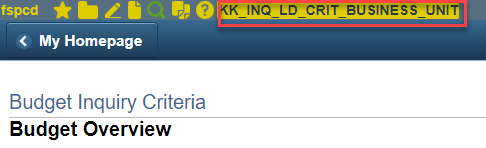 fspcd KK_INQ_LD_CRIT_BUSINESS_UNIT
My Homepage
Budget Inquiry Criteria
Budget Overview